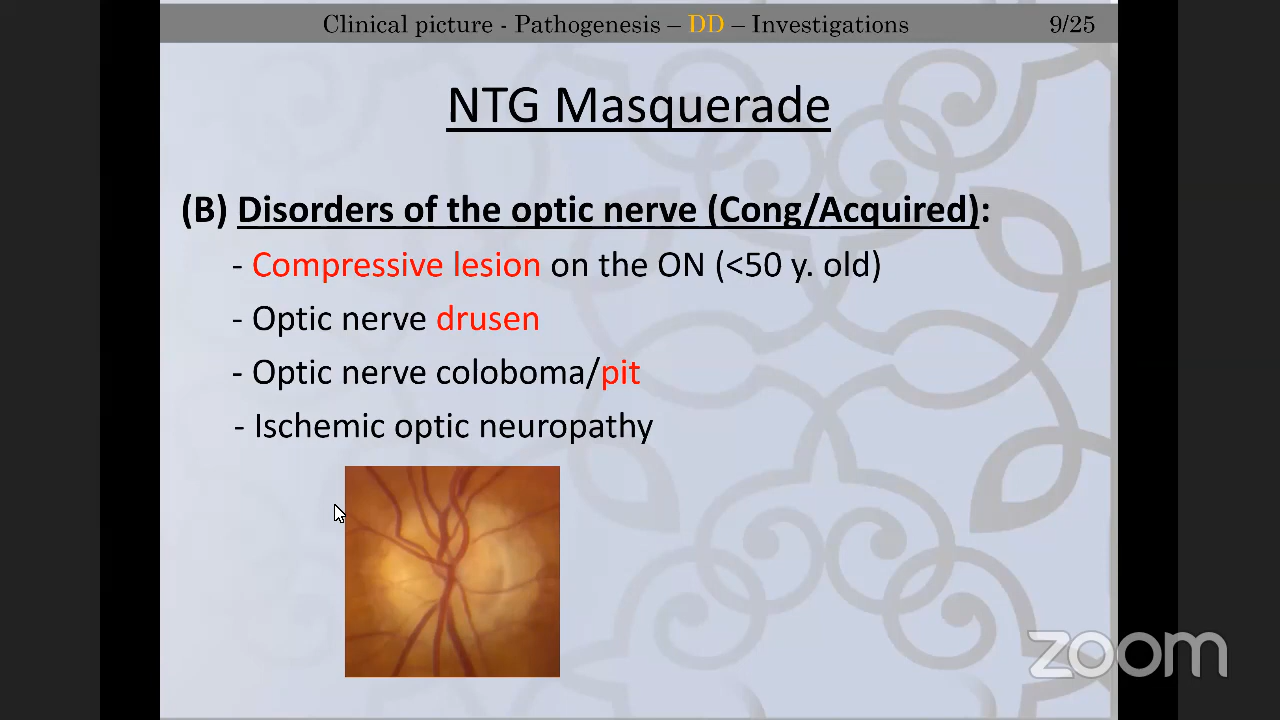 Clinical picture - Pathogenesis – DD – Investigations 9/25
NTG Masquerade
(B) Disorders of the optic nerve (Cong/Acquired):
- Compressive lesion on the ON (<50 y. old)
- Optic nerve drusen
- Optic nerve coloboma/pit
- Ischemic optic neuropathy
zoom